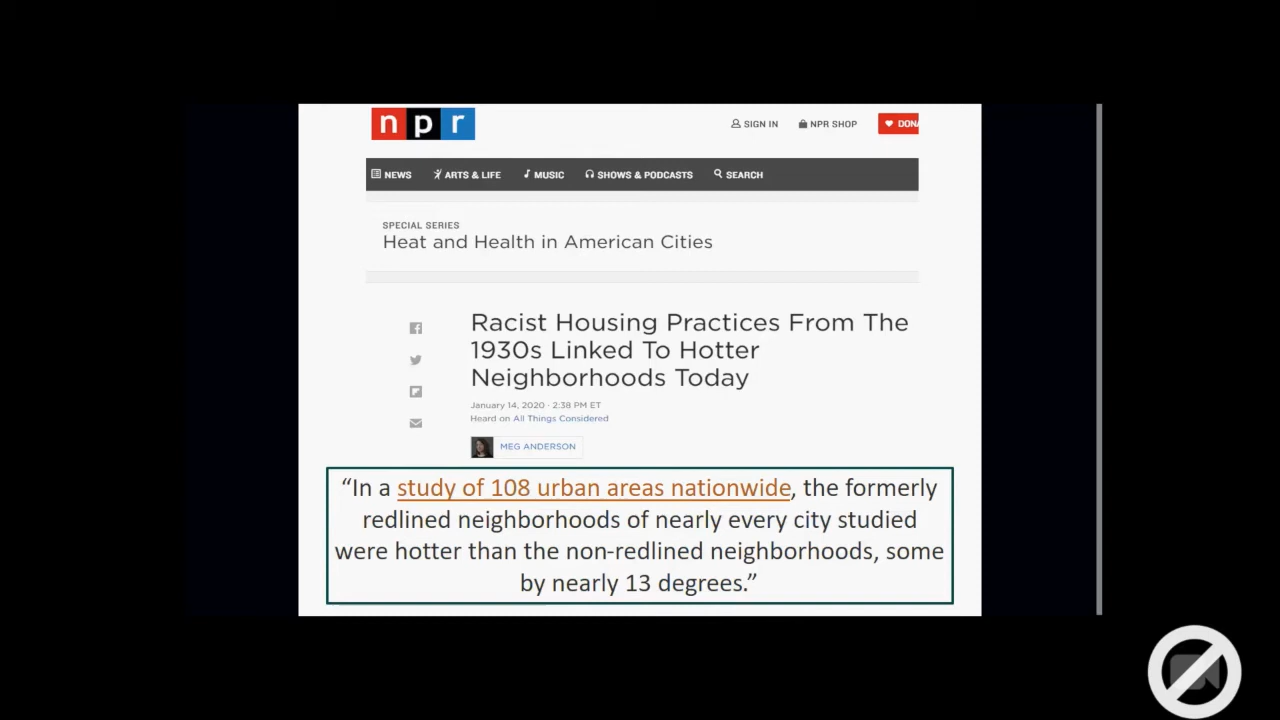 npr
SIGN IN NPR SHOP DONA
NEWS ARTS & LIFE MUSIC SHOWS & PODCASTS SEARCH
SPECIAL SERIES
Heat and Health in American Cities
Racist Housing Practices From The
1930s Linked To Hotter
Neighborhoods Today
January 14, 2020 · 2:38 PM ET
Heard on All Things Considered
MEG ANDERSON
“In a study of 108 urban areas nationwide, the formerly
redlined neighborhoods of nearly every city studied
were hotter than the non-redlined neighborhoods, some
by nearly 13 degrees.”